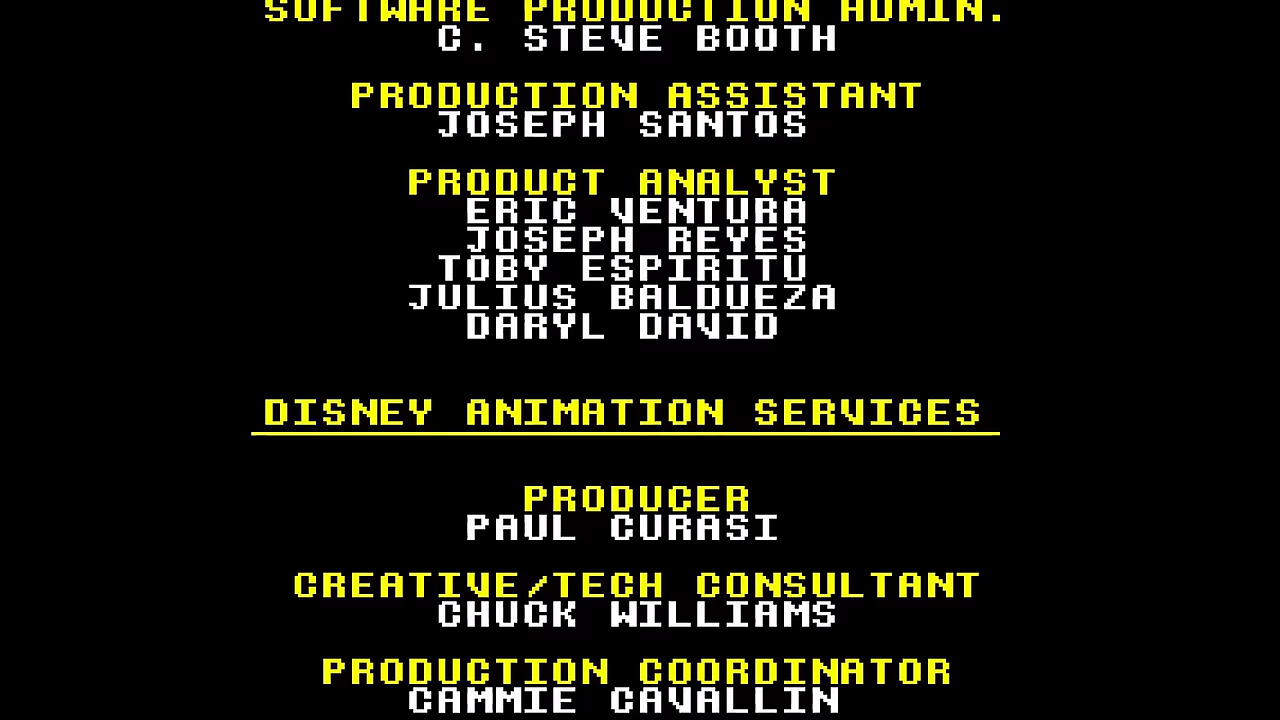 SOFTWARE PRODUCTION ADMIN.
C. STEVE BOOTH
PRODUCTION ASSISTANT
JOSEPH SANTOS
PRODUCT ANALYST
ERIC VENTURA
JOSEPH REYES
TOBY ESPIRITU
JULIUS BALDUEZA
DARYL DAVID
DISNEY ANIMATION SERVICES
PRODUCER
PAUL CURASI
CREATIVE/TECH CONSULTANT
CHUCK WILLIAMS
PRODUCTION COORDINATOR
CAMMIE CAVALLIN